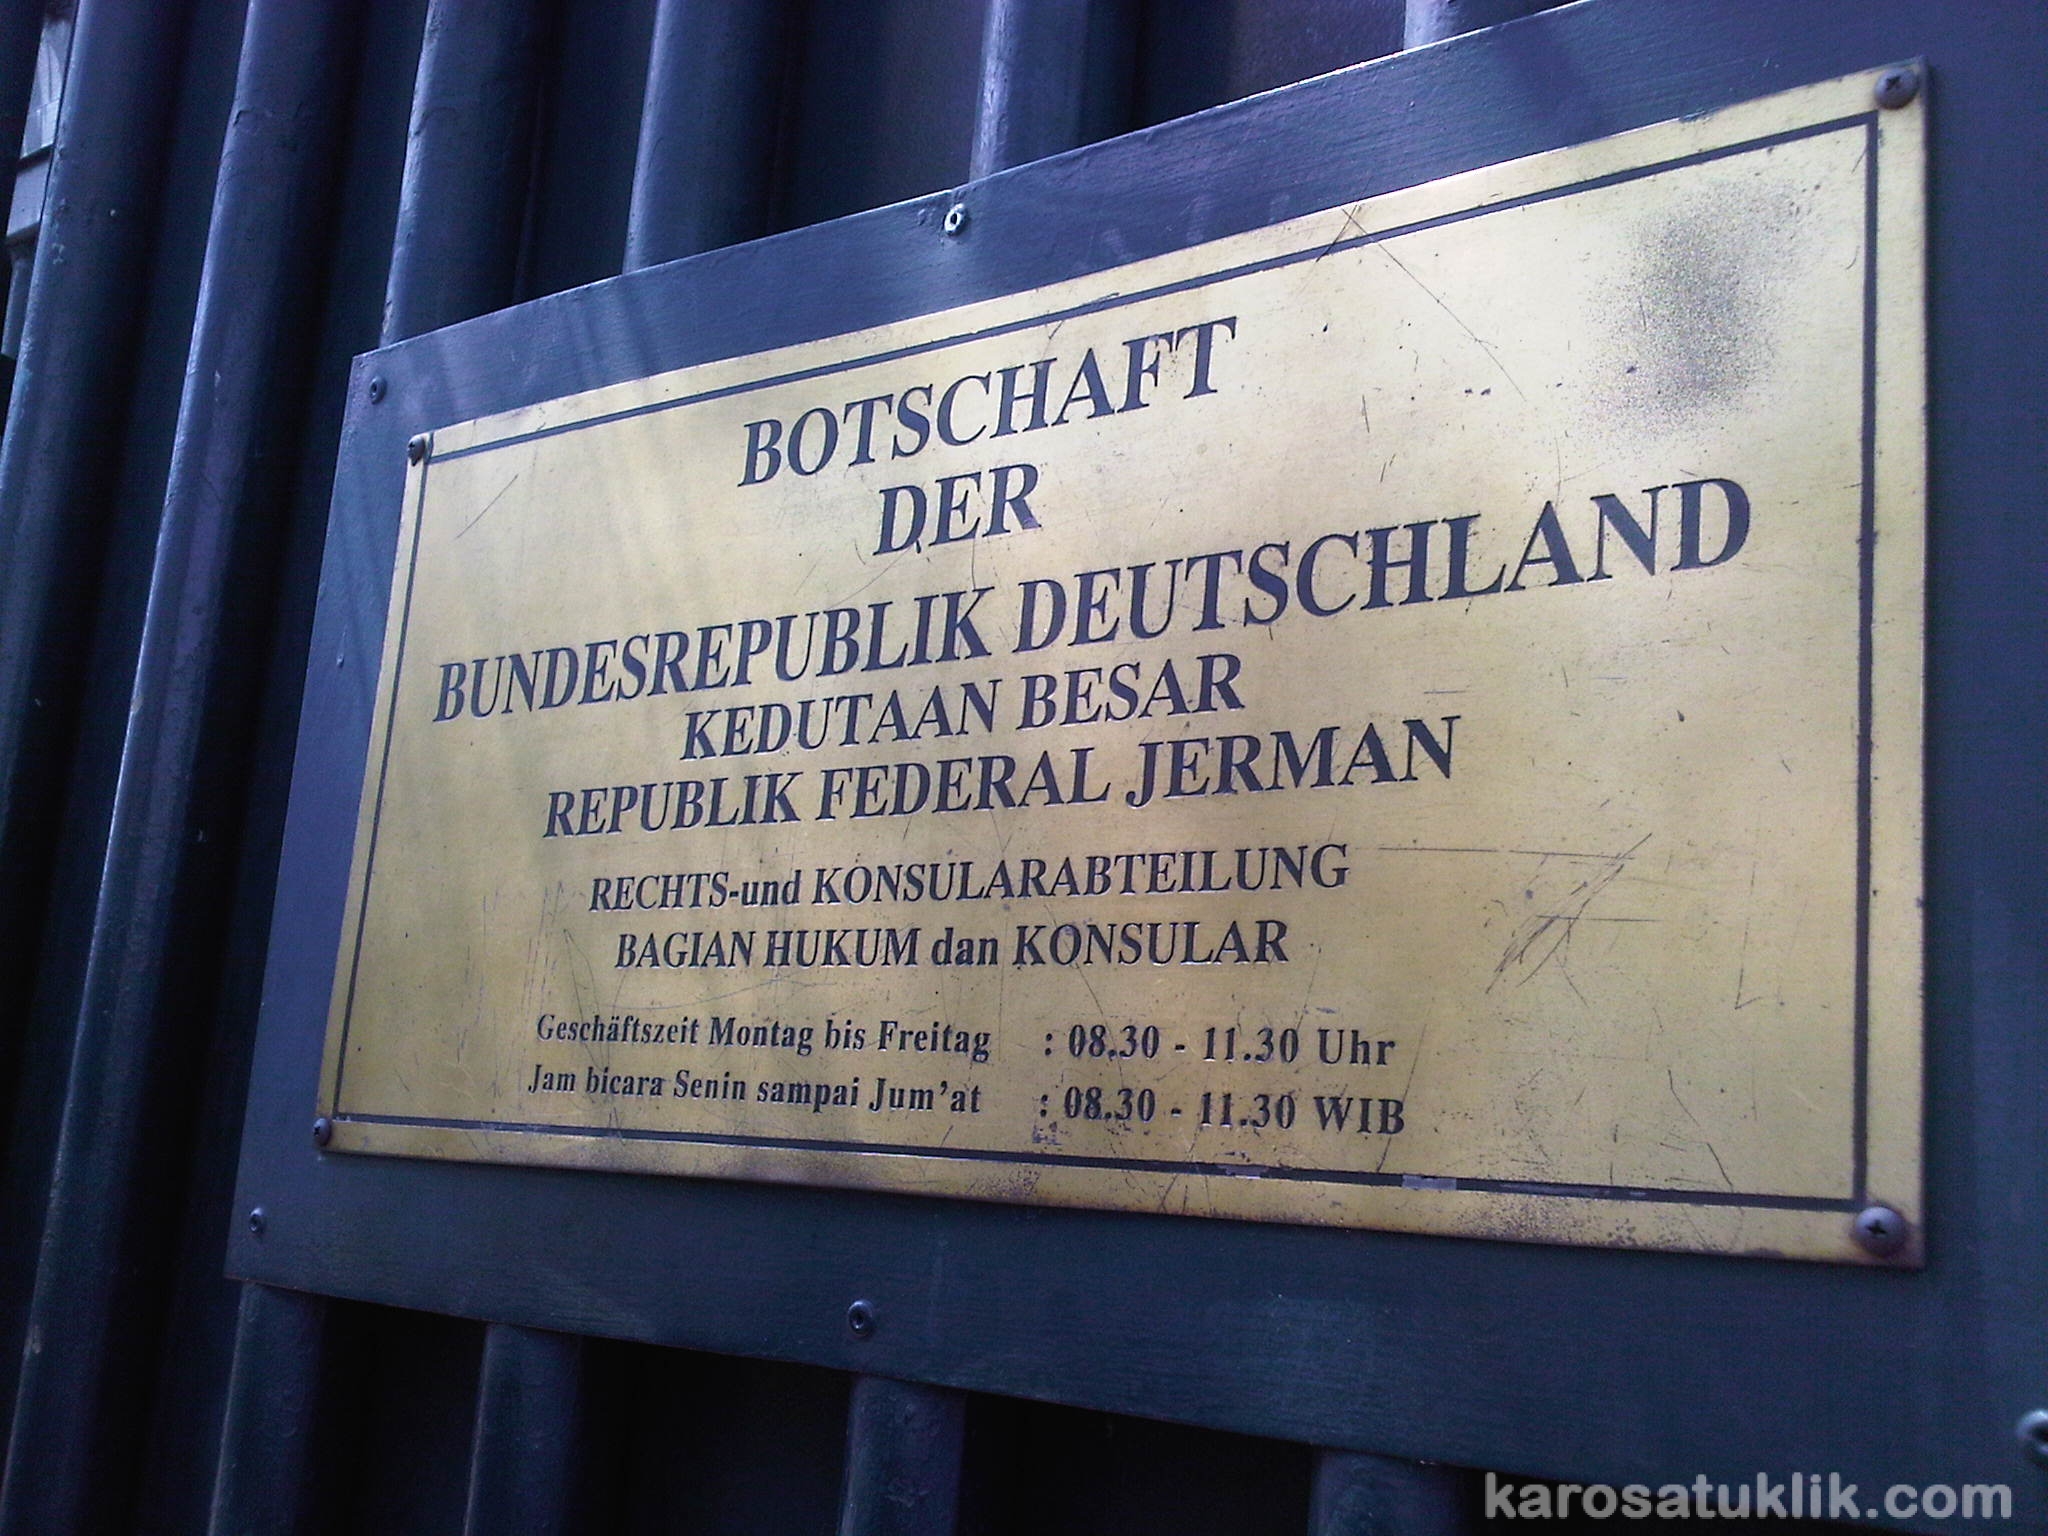 BOTSCHAFT
DER
BUNDESREPUBLIK DEUTSCHLAND
KEDUTAAN BESAR
REPUBLIK FEDERAL JERMAN
RECHTS-und KONSULARABTEILUNG
BAGIAN HUKUM dan KONSULAR
Geschäftszeit Montag bis Freitag : 08.30 - 11.30 Uhr
Jam bicara Senin sampai Jum'at : 08.30 - 11.30 WIB
karosatuklik.com